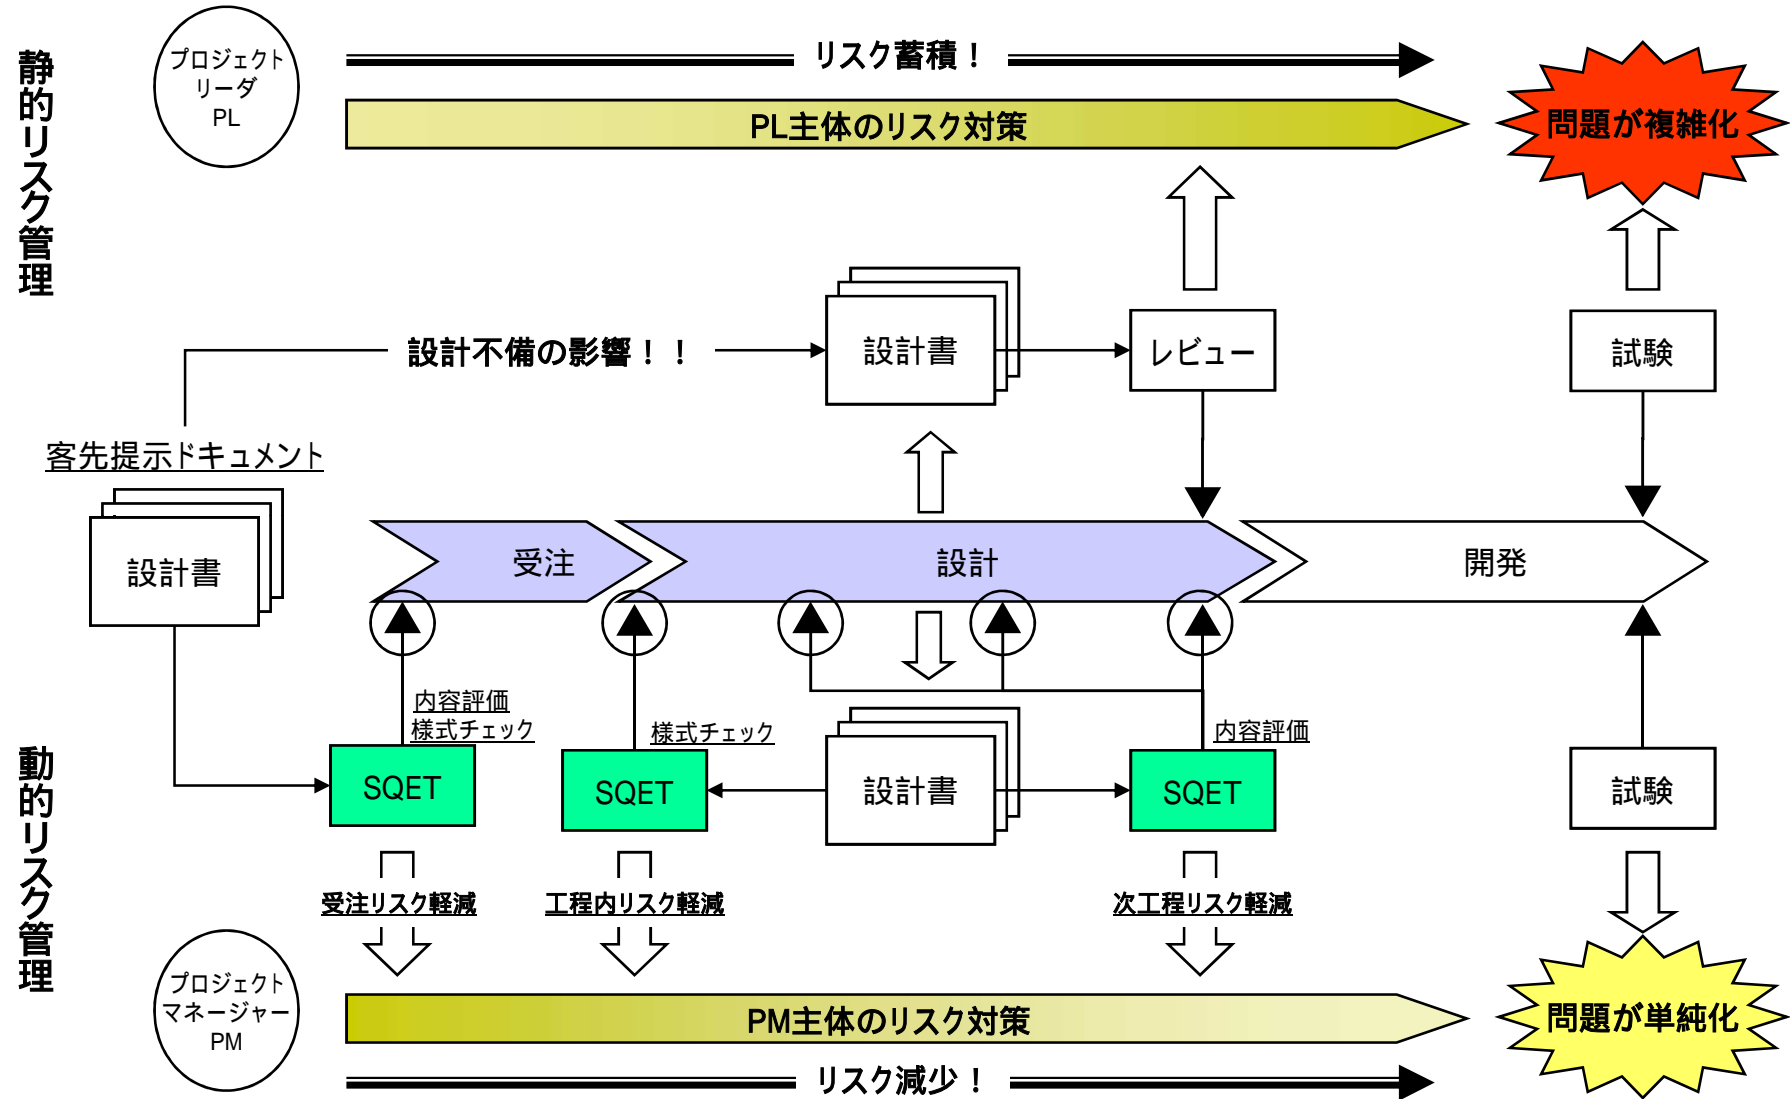 静的リスク管理
プロジェクト
リーダ
PL
リスク蓄積！
PL主体のリスク対策
問題が複雑化
設計不備の影響！！
設計書
レビュー
試験
客先提示ドキュメント
設計書
受注
設計
開発
内容評価
様式チェック
様式チェック
内容評価
SQET
SQET
設計書
SQET
試験
動的リスク管理
受注リスク軽減
工程内リスク軽減
次工程リスク軽減
プロジェクト
マネージャー
PM
PM主体のリスク対策
問題が単純化
リスク減少！